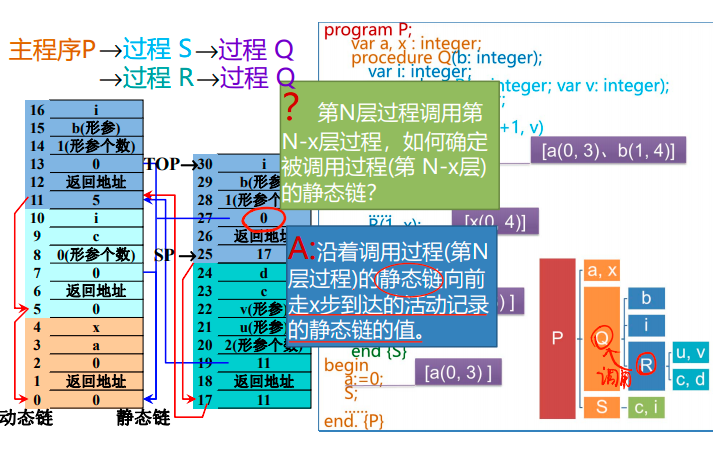 主程序P→过程 S→过程 Q
→过程 R→过程 Q
16 i
15 b(形参)
14 1(形参个数)
13 0
12 返回地址
11 5
10 i
9 c
8 0(形参个数)
7 0
6 返回地址
5 0
4 x
3 a
2 0
1 返回地址
0 0
动态链 静态链
TOP→30 i
29 b(形参
28 1(形参个
27 0
26 返回地
SP→25 17
24 d
23 c
22 v(形参)
21 u(形参)
20 2(形参个数)
19 11
18 返回地址
17 11
program P;
var a, x : integer;
procedure Q(b: integer);
var i: integer;
integer; var v: integer);
+1, v)
[a(0, 3)、b(1, 4)]
? 第N层过程调用第
N-x层过程，如何确定
被调用过程(第 N-x层)
的静态链?
R(1, x);
[x(0, 4)]
A:沿着调用过程(第N
层过程)的静态链向前
走x步到达的活动记录
的静态链的值。
) ]
end {S}
begin
a:=0;
[a(0, 3) ]
S;
......
end. {P}
P
a, x
Q
b
i
R
u, v
c, d
S
c, i
调用